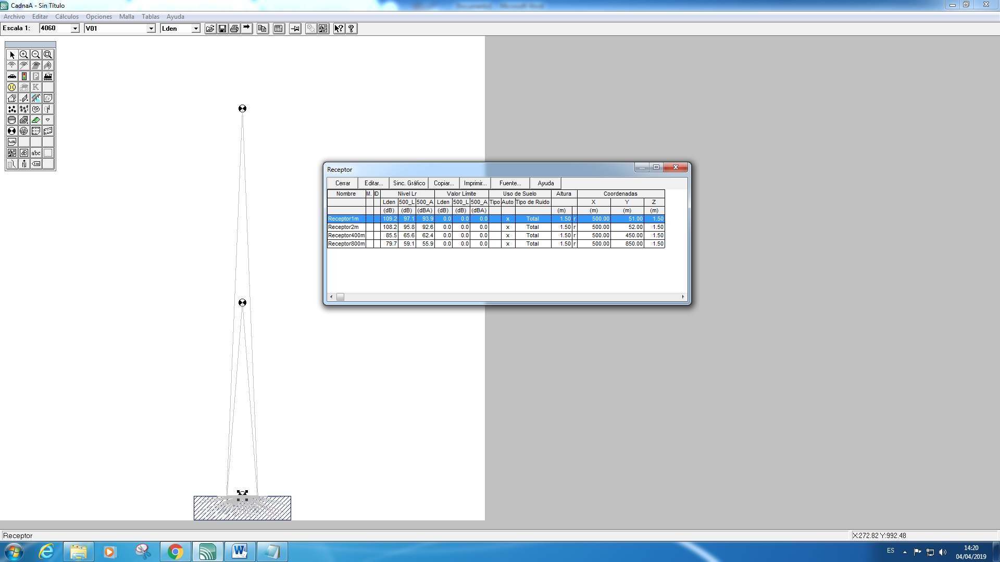 CadnaA - Sin Título
Archivo Editar Cálculos Opciones Malla Tablas Ayuda
Escala 1: 4060 V01 Lden
P
K
dB abc
Receptor
Cerrar Editar... Sinc. Gráfico Copiar... Imprimir... Fuente... Ayuda
Nombre M. ID Nivel Lr Valor Límite Uso de Suelo Altura Coordenadas
Lden 500_L 500_A Lden 500_L 500_A Tipo Auto Tipo de Ruido X Y Z
(dB) (dB) (dBA) (dB) (dB) (dBA) (m) (m) (m) (m)
Receptor1m 109.2 97.1 93.9 0.0 0.0 0.0 x Total 1.50 r 500.00 51.00 1.50
Receptor2m 108.2 95.8 92.6 0.0 0.0 0.0 x Total 1.50 r 500.00 52.00 1.50
Receptor400m 85.5 65.6 62.4 0.0 0.0 0.0 x Total 1.50 r 500.00 450.00 1.50
Receptor800m 79.7 59.1 55.9 0.0 0.0 0.0 x Total 1.50 r 500.00 850.00 1.50
Receptor X:272.82 Y:992.48
ES 14:20
04/04/2019